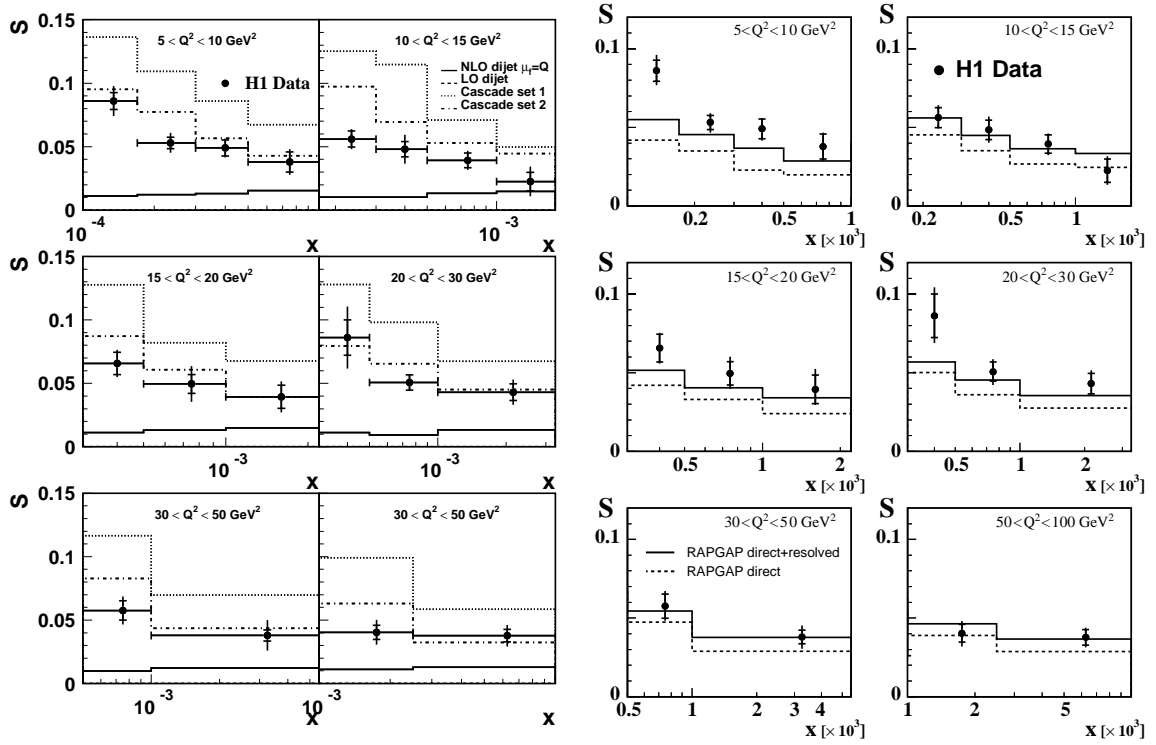 S
0.15
0.1
0.05
0
5 < Q² < 10 GeV²
H1 Data
10⁻⁴
x
10 < Q² < 15 GeV²
NLO dijet μf=Q
LO dijet
Cascade set 1
Cascade set 2
10⁻³
x
S
0.15
0.1
0.05
0
15 < Q² < 20 GeV²
10⁻³
x
20 < Q² < 30 GeV²
10⁻³
x
S
0.15
0.1
0.05
0
30 < Q² < 50 GeV²
10⁻³
x
30 < Q² < 50 GeV²
10⁻³
x
S
0.1
0
5<Q²<10 GeV²
0.2 0.5 1
x [×10³]
S
0.1
0
10<Q²<15 GeV²
H1 Data
0.2 0.5 1
x [×10³]
S
0.1
0
15<Q²<20 GeV²
0.5 1 2
x [×10³]
S
0.1
0
20<Q²<30 GeV²
0.5 1 2
x [×10³]
S
0.1
0
30<Q²<50 GeV²
RAPGAP direct+resolved
RAPGAP direct
0.5 1 2 3 4
x [×10³]
S
0.1
0
50<Q²<100 GeV²
1 2 5
x [×10³]